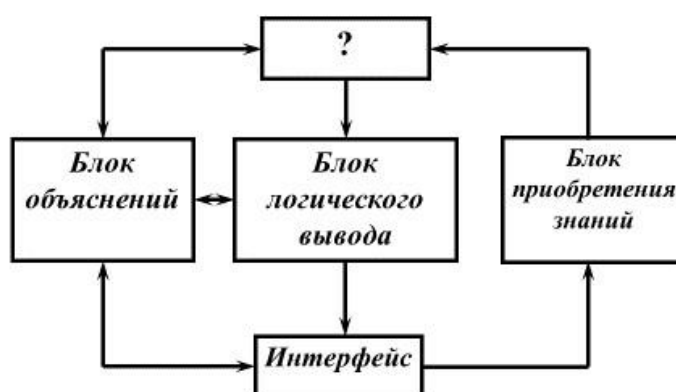 ?
Блок
объяснений
Блок
логического
вывода
Блок
приобретения
знаний
Интерфейс